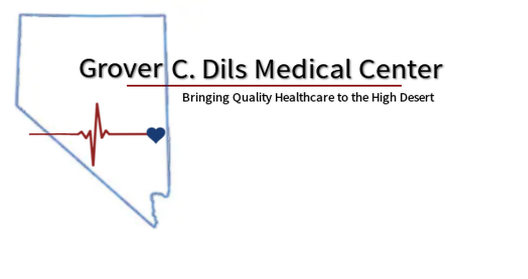 Grover C. Dils Medical Center
Bringing Quality Healthcare to the High Desert